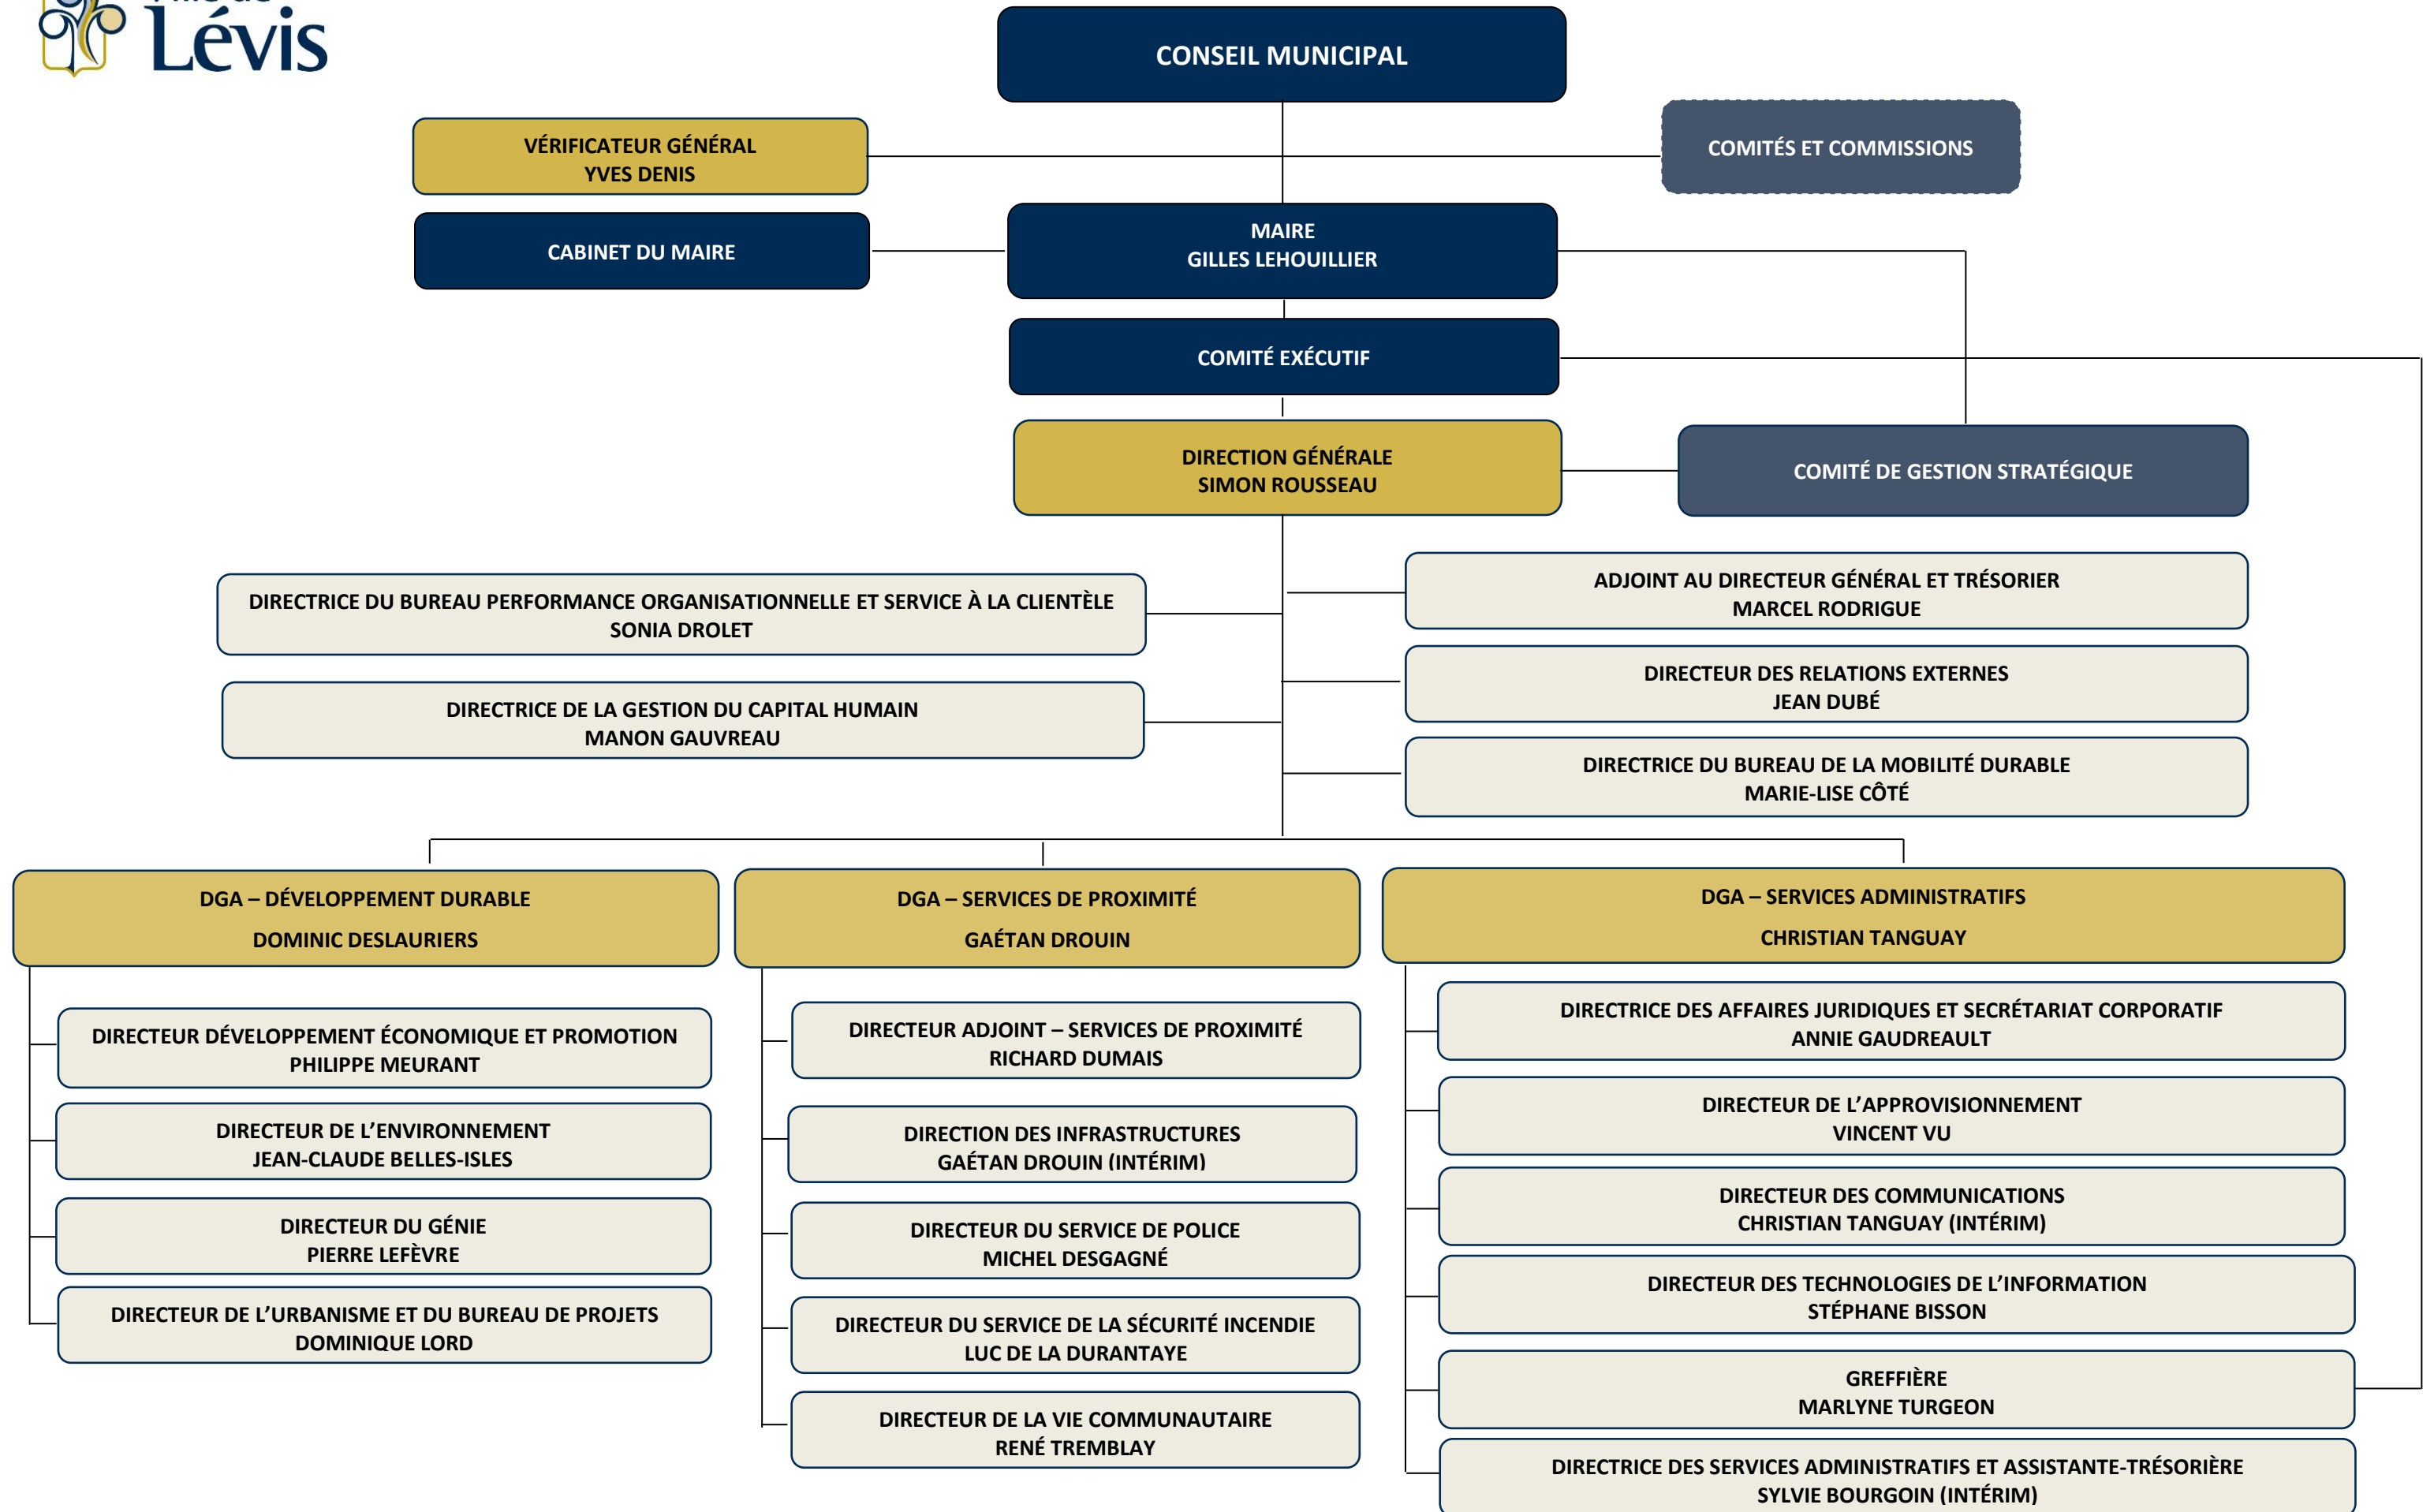 Lévis
CONSEIL MUNICIPAL
VÉRIFICATEUR GÉNÉRAL
YVES DENIS
COMITÉS ET COMMISSIONS
CABINET DU MAIRE
MAIRE
GILLES LEHOUILLIER
COMITÉ EXÉCUTIF
DIRECTION GÉNÉRALE
SIMON ROUSSEAU
COMITÉ DE GESTION STRATÉGIQUE
DIRECTRICE DU BUREAU PERFORMANCE ORGANISATIONNELLE ET SERVICE À LA CLIENTÈLE
SONIA DROLET
DIRECTRICE DE LA GESTION DU CAPITAL HUMAIN
MANON GAUVREAU
ADJOINT AU DIRECTEUR GÉNÉRAL ET TRÉSORIER
MARCEL RODRIGUE
DIRECTEUR DES RELATIONS EXTERNES
JEAN DUBÉ
DIRECTRICE DU BUREAU DE LA MOBILITÉ DURABLE
MARIE-LISE CÔTÉ
DGA – DÉVELOPPEMENT DURABLE
DOMINIC DESLAURIERS
DIRECTEUR DÉVELOPPEMENT ÉCONOMIQUE ET PROMOTION
PHILIPPE MEURANT
DIRECTEUR DE L’ENVIRONNEMENT
JEAN-CLAUDE BELLES-ISLES
DIRECTEUR DU GÉNIE
PIERRE LEFÈVRE
DIRECTEUR DE L’URBANISME ET DU BUREAU DE PROJETS
DOMINIQUE LORD
DGA – SERVICES DE PROXIMITÉ
GAÉTAN DROUIN
DIRECTEUR ADJOINT – SERVICES DE PROXIMITÉ
RICHARD DUMAIS
DIRECTION DES INFRASTRUCTURES
GAÉTAN DROUIN (INTÉRIM)
DIRECTEUR DU SERVICE DE POLICE
MICHEL DESGAGNÉ
DIRECTEUR DU SERVICE DE LA SÉCURITÉ INCENDIE
LUC DE LA DURANTAYE
DIRECTEUR DE LA VIE COMMUNAUTAIRE
RENÉ TREMBLAY
DGA – SERVICES ADMINISTRATIFS
CHRISTIAN TANGUAY
DIRECTRICE DES AFFAIRES JURIDIQUES ET SECRÉTARIAT CORPORATIF
ANNIE GAUDREAULT
DIRECTEUR DE L’APPROVISIONNEMENT
VINCENT VU
DIRECTEUR DES COMMUNICATIONS
CHRISTIAN TANGUAY (INTÉRIM)
DIRECTEUR DES TECHNOLOGIES DE L’INFORMATION
STÉPHANE BISSON
GREFFIÈRE
MARLYNE TURGEON
DIRECTRICE DES SERVICES ADMINISTRATIFS ET ASSISTANTE-TRÉSORIÈRE
SYLVIE BOURGOIN (INTÉRIM)